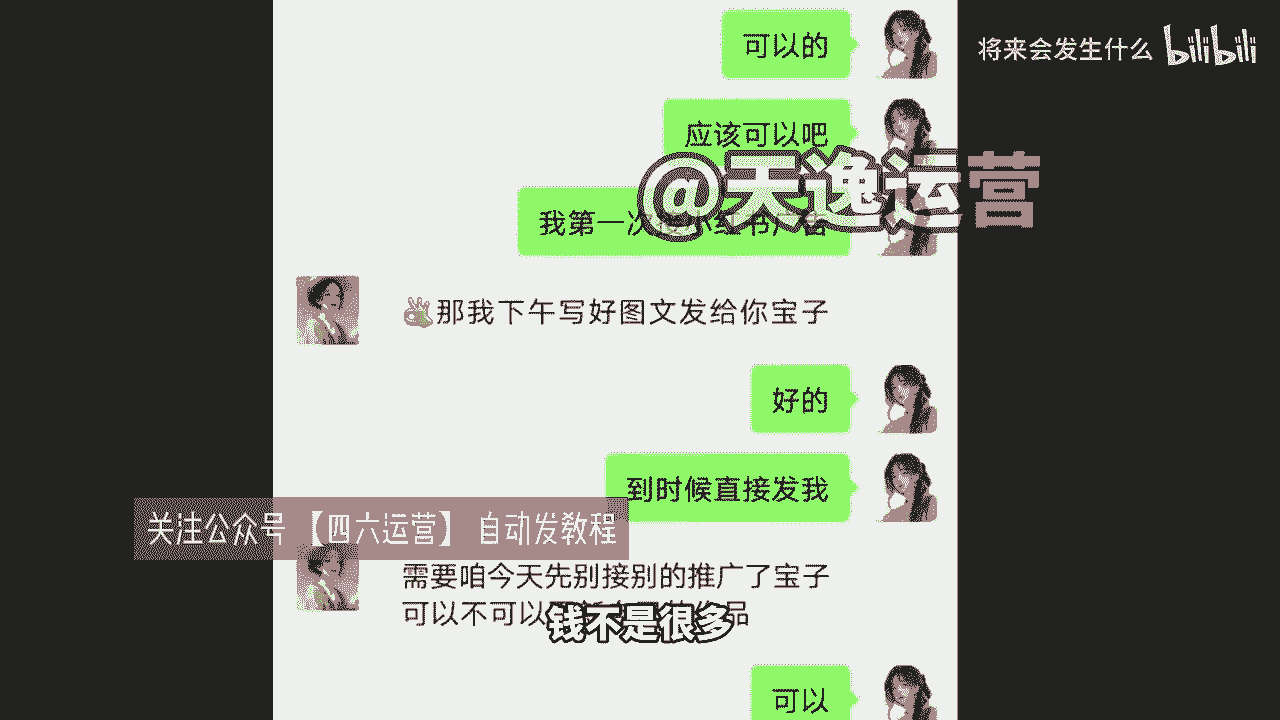 可以的
将来会发生什么 bilibili
应该可以吧
@天逸运营
我第一次
那我下午写好图文发给你宝子
好的
到时候直接发我
关注公众号 【四六运营】 自动发教程
需要咱今天先别接别的推广了宝子
可以不可以
品
钱不是很多
可以